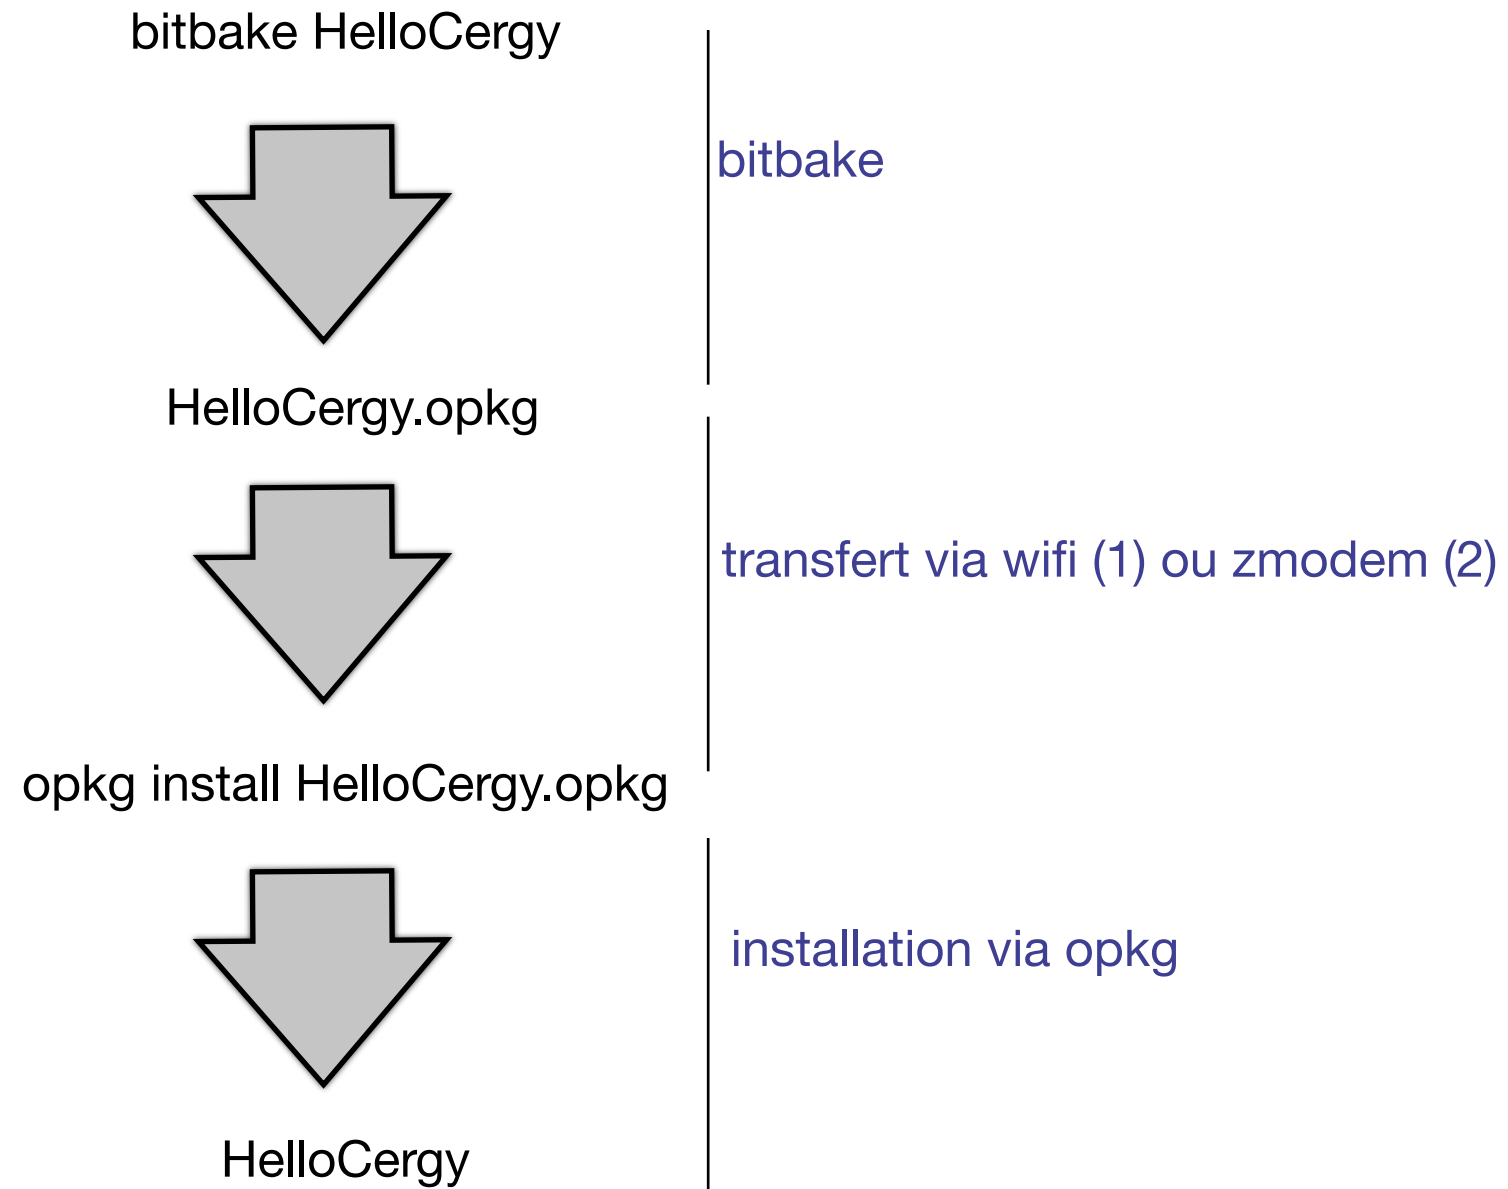 bitbake HelloCergy
bitbake
HelloCergy.opkg
transfert via wifi (1) ou zmodem (2)
opkg install HelloCergy.opkg
installation via opkg
HelloCergy